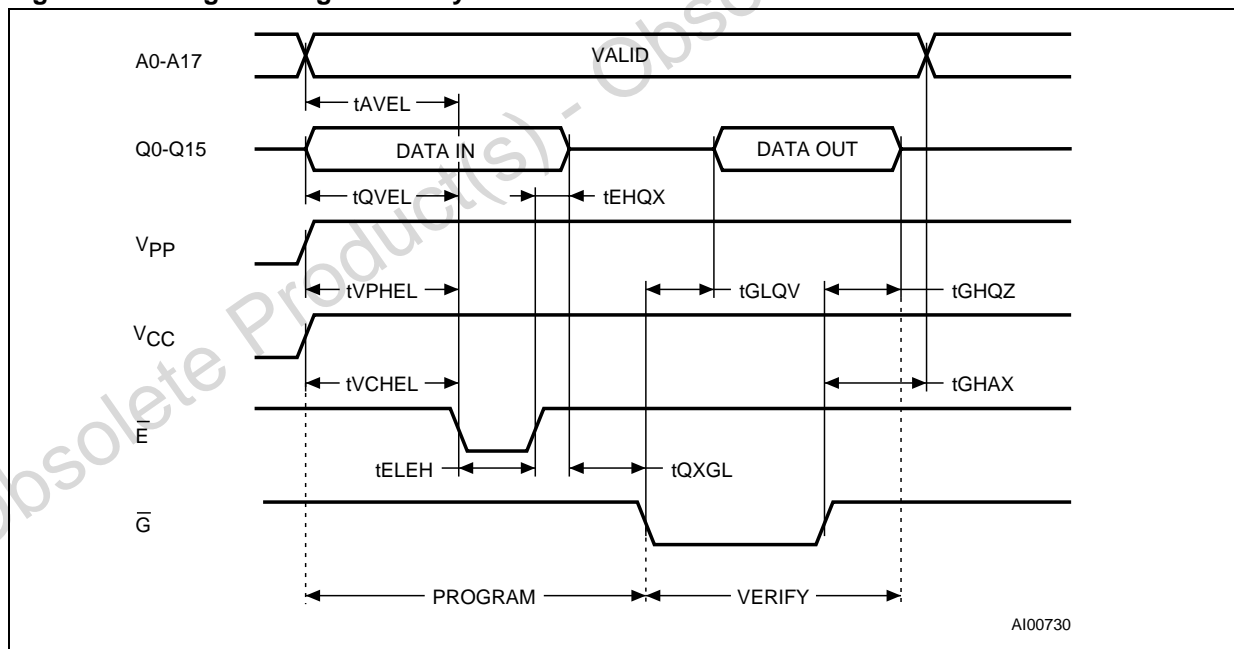 A0-A17
VALID
tAVEL
Q0-Q15
DATA IN
DATA OUT
tQVEL
tEHQX
VPP
tVPHEL
tGLQV
tGHQZ
VCC
tVCHEL
tGHAX
E̅
tELEH
tQXGL
G̅
PROGRAM
VERIFY
AI00730
Obsolete Product(s) - Obso